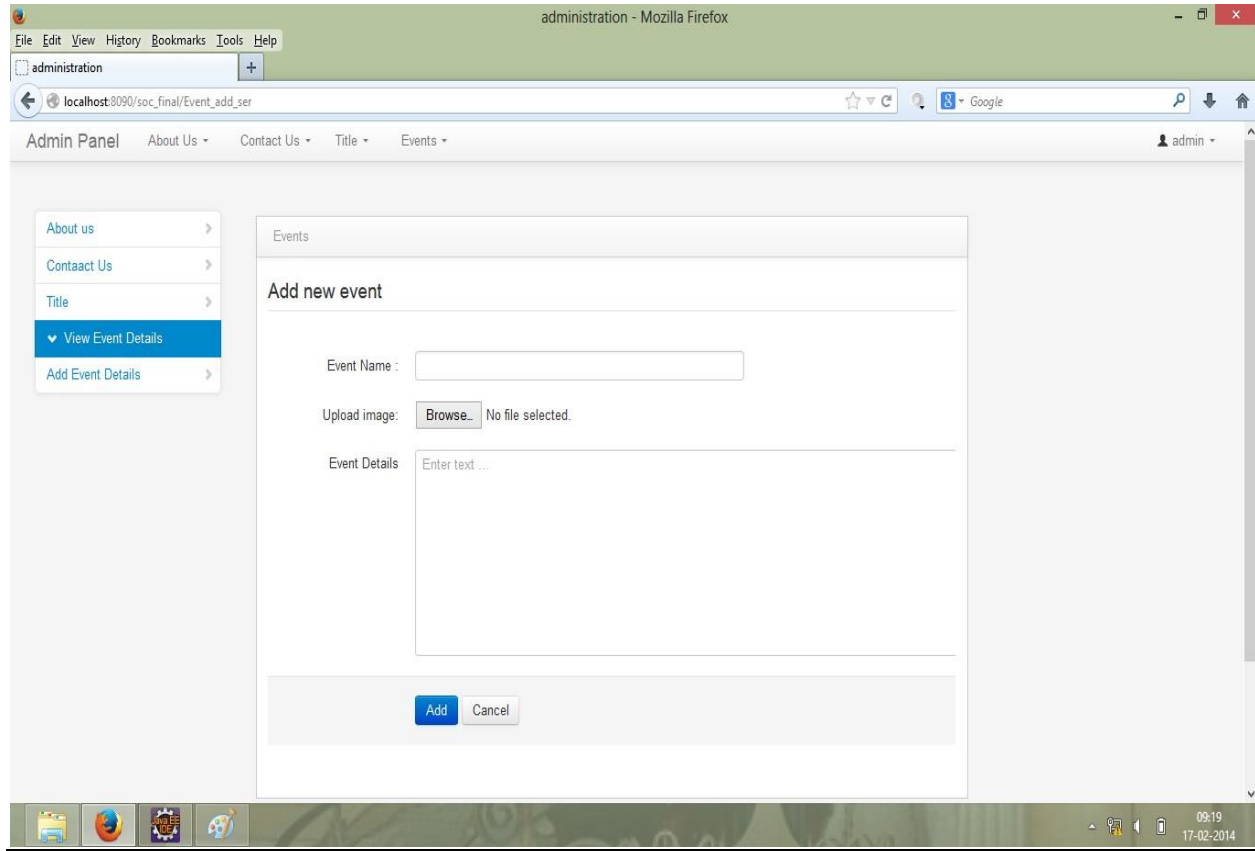 administration - Mozilla Firefox
File Edit View History Bookmarks Tools Help
administration
localhost:8090/soc_final/Event_add_ser
Google
Admin Panel About Us Contact Us Title Events admin
About us
Contaact Us
Title
View Event Details
Add Event Details
Events
Add new event
Event Name :
Upload image: Browse... No file selected.
Event Details Enter text ...
Add Cancel
Java EE
IDE
09:19
17-02-2014